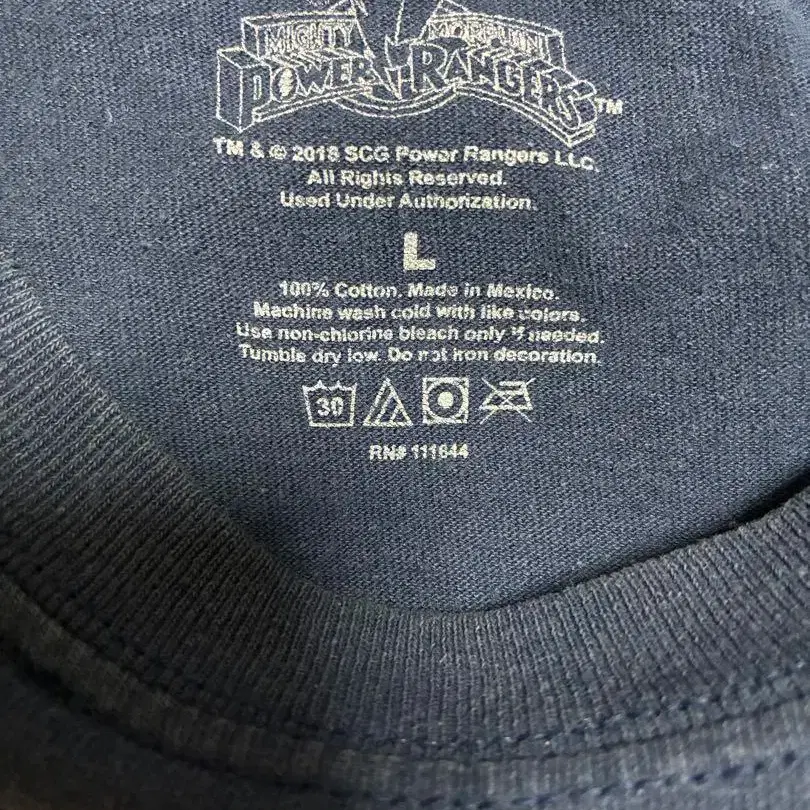 MIGHTY MORPHIN
POWER RANGERS™
TM & © 2018 SCG Power Rangers LLC.
All Rights Reserved.
Used Under Authorization.
L
100% Cotton. Made in Mexico.
Machine wash cold with like colors.
Use non-chlorine bleach only if needed.
Tumble dry low. Do not iron decoration.
30
RN# 111644